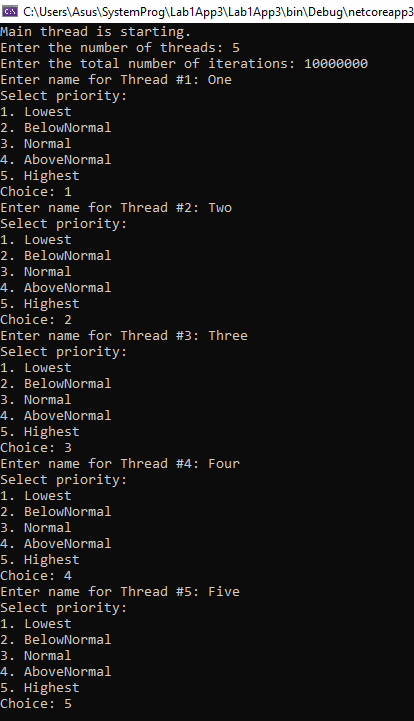 C:\Users\Asus\SystemProg\Lab1App3\Lab1App3\bin\Debug\netcoreapp3
Main thread is starting.
Enter the number of threads: 5
Enter the total number of iterations: 10000000
Enter name for Thread #1: One
Select priority:
1. Lowest
2. BelowNormal
3. Normal
4. AboveNormal
5. Highest
Choice: 1
Enter name for Thread #2: Two
Select priority:
1. Lowest
2. BelowNormal
3. Normal
4. AboveNormal
5. Highest
Choice: 2
Enter name for Thread #3: Three
Select priority:
1. Lowest
2. BelowNormal
3. Normal
4. AboveNormal
5. Highest
Choice: 3
Enter name for Thread #4: Four
Select priority:
1. Lowest
2. BelowNormal
3. Normal
4. AboveNormal
5. Highest
Choice: 4
Enter name for Thread #5: Five
Select priority:
1. Lowest
2. BelowNormal
3. Normal
4. AboveNormal
5. Highest
Choice: 5